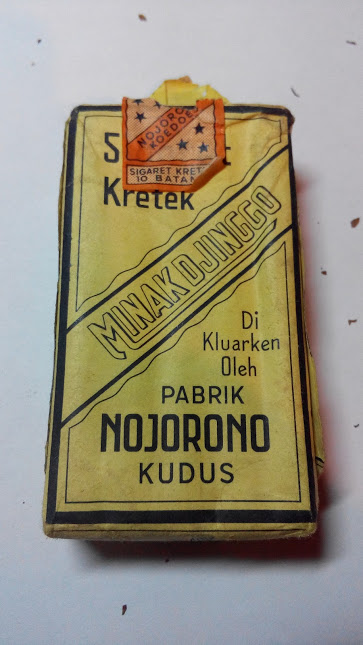 NOJORONO
KOEDOES
SIGARET KRETEK
10 BATANG
Kretek
MINAK DJINGGO
Di
Kluarken
Oleh
PABRIK
NOJORONO
KUDUS